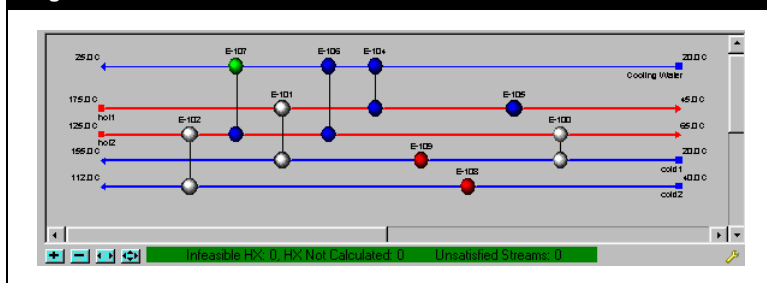 E-107 E-106 E-104
25.0 C 20.0 C
Cooling Water
175.0 C E-101 E-105 45.0 C
hot1
125.0 C E-102 E-100 65.0 C
hot2
155.0 C E-109 20.0 C
cold1
112.0 C E-108 40.0 C
cold2
Infeasible HX: 0, HX Not Calculated: 0 Unsatisfied Streams: 0